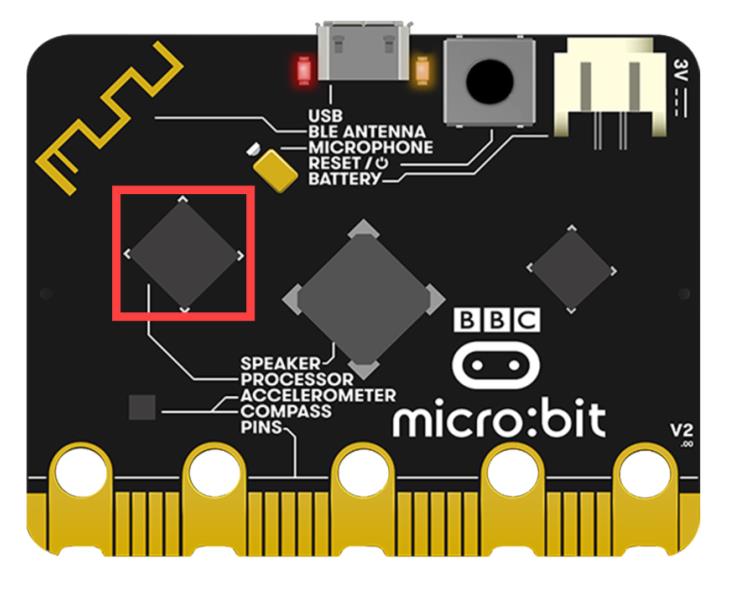 3V
USB
BLE ANTENNA
MICROPHONE
RESET / ⏻
BATTERY
BBC
micro:bit
SPEAKER
PROCESSOR
ACCELEROMETER
COMPASS
PINS
V2
.00